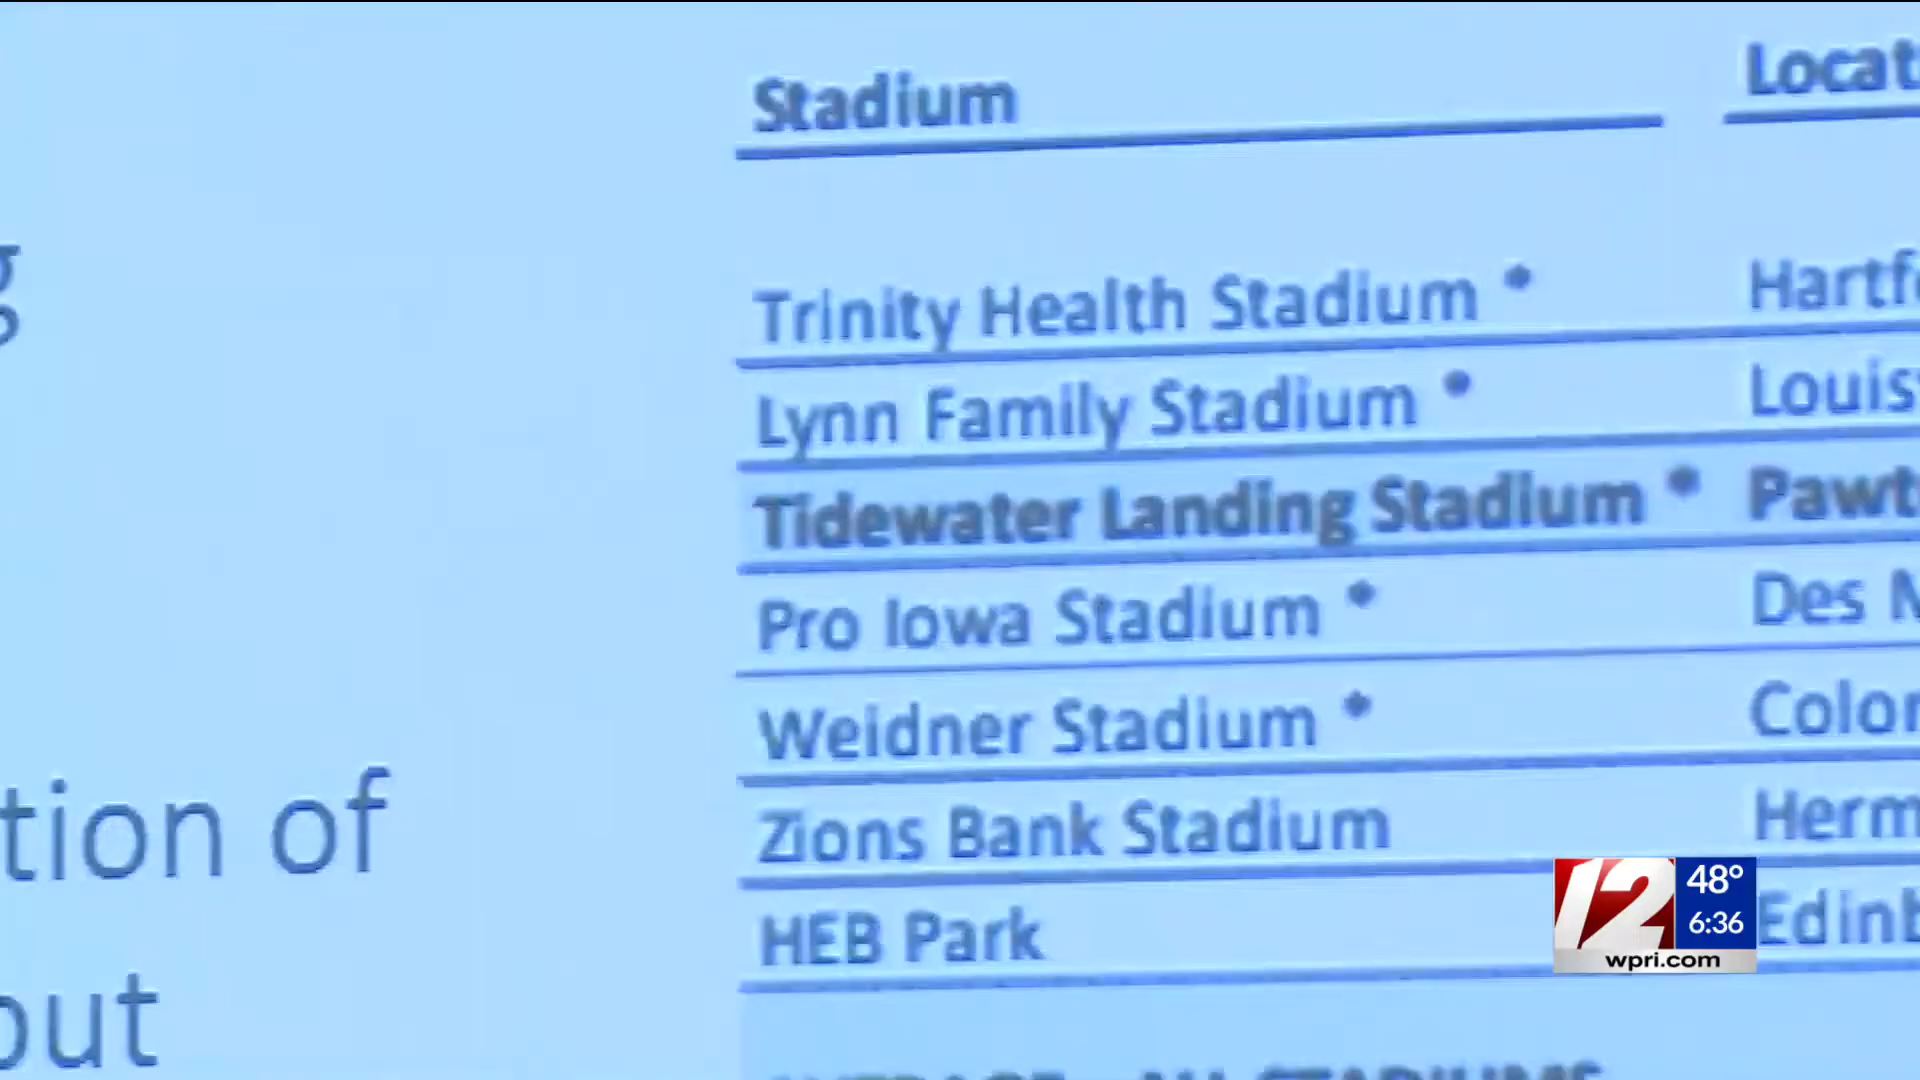 Stadium Locat
g
Trinity Health Stadium • Hartf
Lynn Family Stadium • Louis
Tidewater Landing Stadium • Pawt
Pro Iowa Stadium • Des M
Weidner Stadium • Color
tion of
Zions Bank Stadium Herm
HEB Park Edinb
out
12
48°
6:36
wpri.com